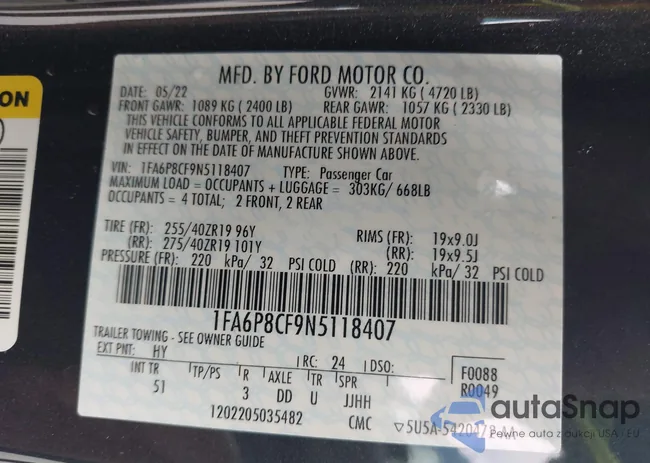 ON
MFD. BY FORD MOTOR CO.
DATE: 05/22 GVWR: 2141 KG ( 4720 LB)
FRONT GAWR: 1089 KG ( 2400 LB) REAR GAWR: 1057 KG ( 2330 LB)
THIS VEHICLE CONFORMS TO ALL APPLICABLE FEDERAL MOTOR
VEHICLE SAFETY, BUMPER, AND THEFT PREVENTION STANDARDS
IN EFFECT ON THE DATE OF MANUFACTURE SHOWN ABOVE.
VIN: 1FA6P8CF9N5118407 TYPE: Passenger Car
MAXIMUM LOAD = OCCUPANTS + LUGGAGE = 303KG/ 668LB
OCCUPANTS = 4 TOTAL; 2 FRONT, 2 REAR
TIRE (FR): 255/40ZR19 96Y RIMS (FR): 19x9.0J
(RR): 275/40ZR19 101Y (RR): 19x9.5J
PRESSURE (FR): 220 kPa/ 32 PSI COLD (RR): 220 kPa/ 32 PSI COLD
1FA6P8CF9N5118407
TRAILER TOWING - SEE OWNER GUIDE
EXT PNT: HY RC: 24 DSO: F0088
INT TR TP/PS R AXLE TR SPR R0049
51 3 DD U JJHH
1202205035482 CMC ▽5U5A-
autoSnap
Pewne auta z USA - EU